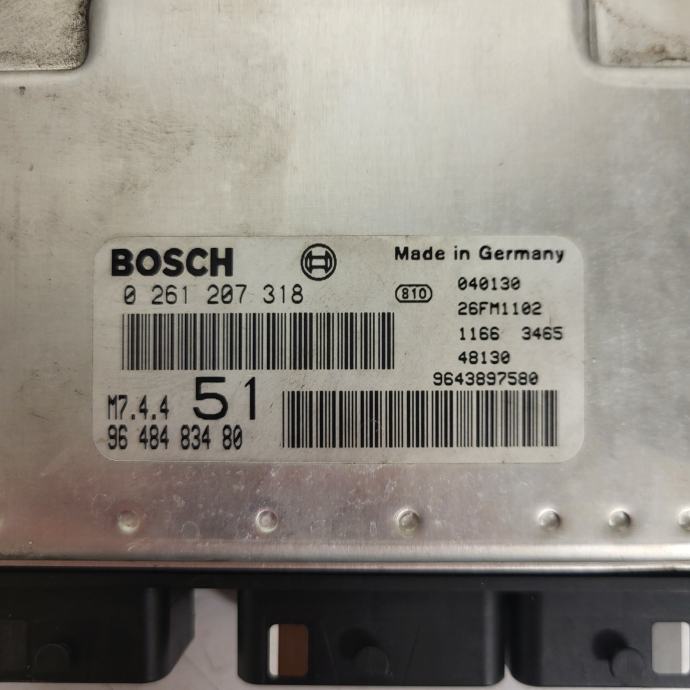 BOSCH
Made in Germany
0 261 207 318
810
040130
26FM1102
1166 3465
48130
9643897580
M7.4.4 51
96 484 834 80